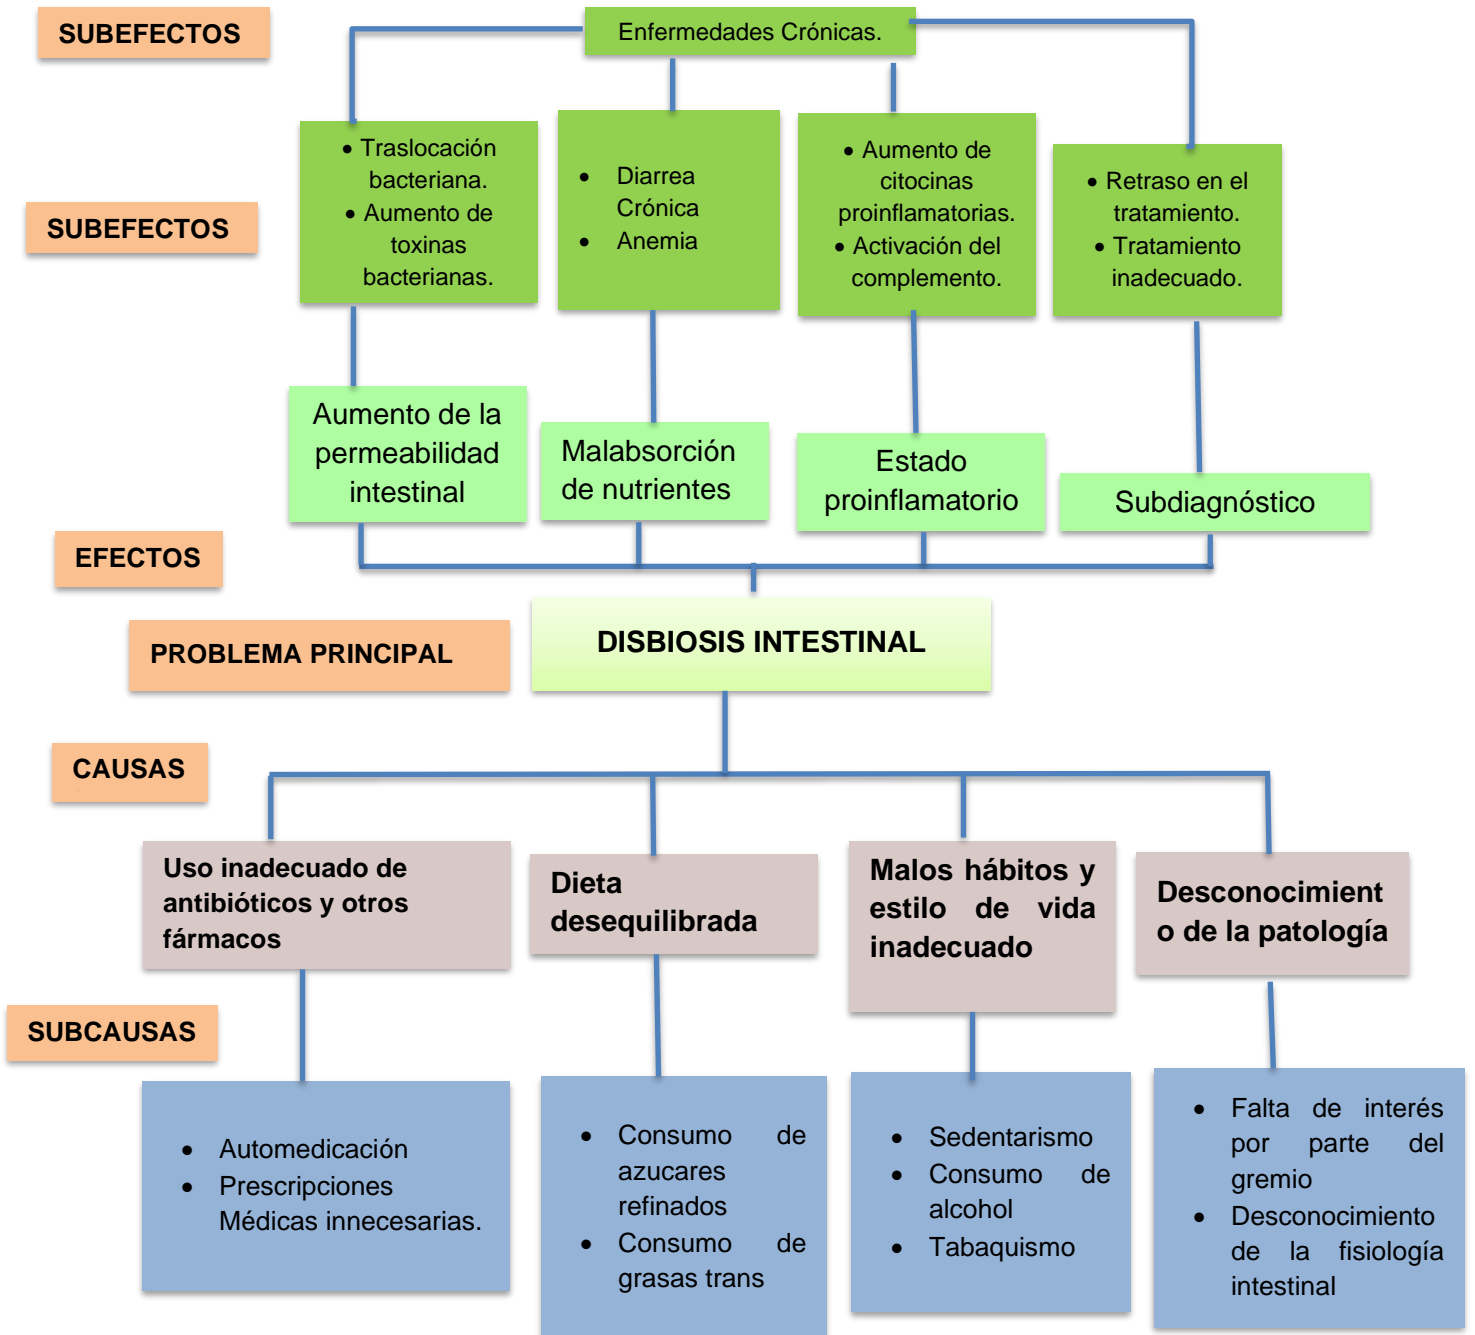 SUBEFECTOS
Enfermedades Crónicas.
SUBEFECTOS
• Traslocación
bacteriana.
• Aumento de
toxinas
bacterianas.
• Diarrea
Crónica
• Anemia
• Aumento de
citocinas
proinflamatorias.
• Activación del
complemento.
• Retraso en el
tratamiento.
• Tratamiento
inadecuado.
Aumento de la
permeabilidad
intestinal
Malabsorción
de nutrientes
Estado
proinflamatorio
Subdiagnóstico
EFECTOS
PROBLEMA PRINCIPAL
DISBIOSIS INTESTINAL
CAUSAS
Uso inadecuado de
antibióticos y otros
fármacos
Dieta
desequilibrada
Malos hábitos y
estilo de vida
inadecuado
Desconocimient
o de la patología
SUBCAUSAS
• Automedicación
• Prescripciones
Médicas innecesarias.
• Consumo de
azucares
refinados
• Consumo de
grasas trans
• Sedentarismo
• Consumo de
alcohol
• Tabaquismo
• Falta de interés
por parte del
gremio
• Desconocimiento
de la fisiología
intestinal